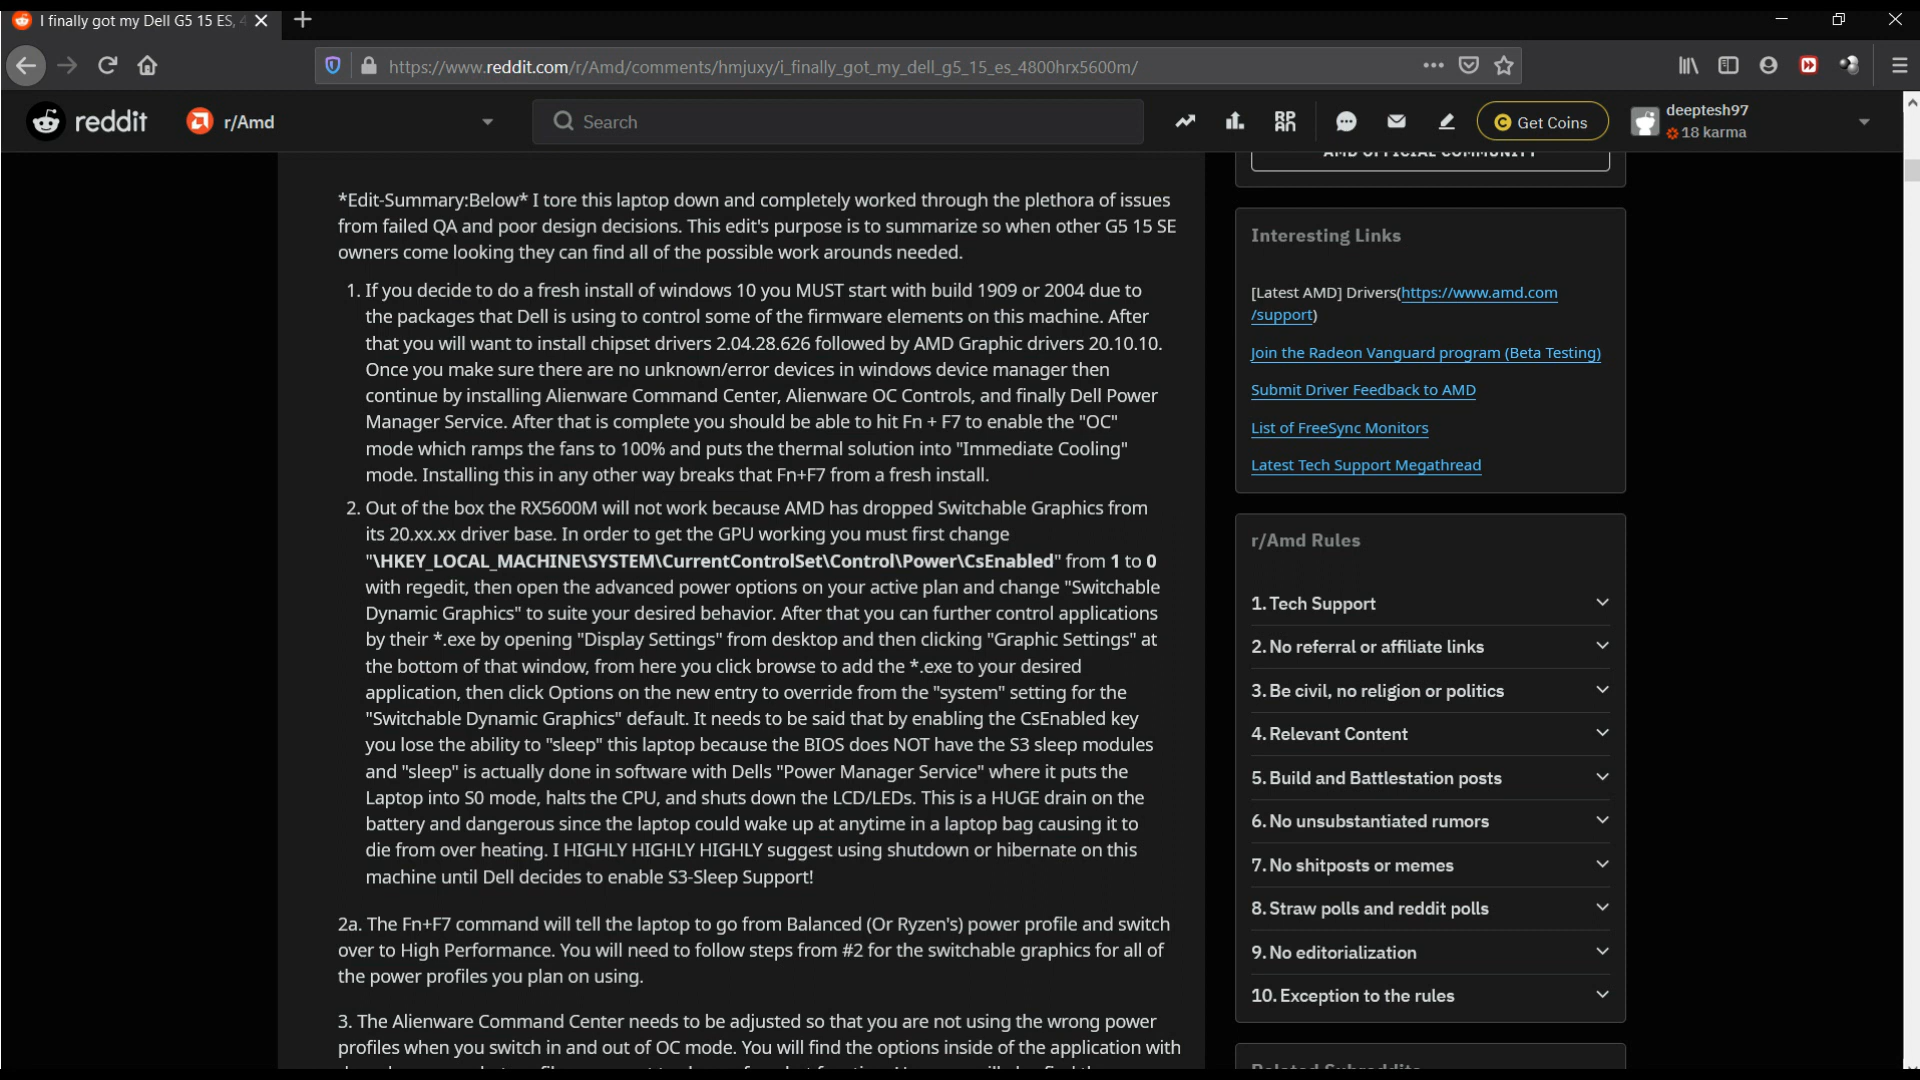 I finally got my Dell G5 15 ES, 4
https://www.reddit.com/r/Amd/comments/hmjuxy/i_finally_got_my_dell_g5_15_es_4800hrx5600m/
reddit
r/Amd
Search
Get Coins
deeptesh97
18 karma
*Edit-Summary:Below* I tore this laptop down and completely worked through the plethora of issues
from failed QA and poor design decisions. This edit's purpose is to summarize so when other G5 15 SE
owners come looking they can find all of the possible work arounds needed.
1. If you decide to do a fresh install of windows 10 you MUST start with build 1909 or 2004 due to
the packages that Dell is using to control some of the firmware elements on this machine. After
that you will want to install chipset drivers 2.04.28.626 followed by AMD Graphic drivers 20.10.10.
Once you make sure there are no unknown/error devices in windows device manager then
continue by installing Alienware Command Center, Alienware OC Controls, and finally Dell Power
Manager Service. After that is complete you should be able to hit Fn + F7 to enable the "OC"
mode which ramps the fans to 100% and puts the thermal solution into "Immediate Cooling"
mode. Installing this in any other way breaks that Fn+F7 from a fresh install.
2. Out of the box the RX5600M will not work because AMD has dropped Switchable Graphics from
its 20.xx.xx driver base. In order to get the GPU working you must first change
"\HKEY_LOCAL_MACHINE\SYSTEM\CurrentControlSet\Control\Power\CsEnabled" from 1 to 0
with regedit, then open the advanced power options on your active plan and change "Switchable
Dynamic Graphics" to suite your desired behavior. After that you can further control applications
by their *.exe by opening "Display Settings" from desktop and then clicking "Graphic Settings" at
the bottom of that window, from here you click browse to add the *.exe to your desired
application, then click Options on the new entry to override from the "system" setting for the
"Switchable Dynamic Graphics" default. It needs to be said that by enabling the CsEnabled key
you lose the ability to "sleep" this laptop because the BIOS does NOT have the S3 sleep modules
and "sleep" is actually done in software with Dells "Power Manager Service" where it puts the
Laptop into S0 mode, halts the CPU, and shuts down the LCD/LEDs. This is a HUGE drain on the
battery and dangerous since the laptop could wake up at anytime in a laptop bag causing it to
die from over heating. I HIGHLY HIGHLY HIGHLY suggest using shutdown or hibernate on this
machine until Dell decides to enable S3-Sleep Support!
2a. The Fn+F7 command will tell the laptop to go from Balanced (Or Ryzen's) power profile and switch
over to High Performance. You will need to follow steps from #2 for the switchable graphics for all of
the power profiles you plan on using.
3. The Alienware Command Center needs to be adjusted so that you are not using the wrong power
profiles when you switch in and out of OC mode. You will find the options inside of the application with
AMD OFFICIAL COMMUNITY
Interesting Links
[Latest AMD] Drivers(https://www.amd.com
/support)
Join the Radeon Vanguard program (Beta Testing)
Submit Driver Feedback to AMD
List of FreeSync Monitors
Latest Tech Support Megathread
r/Amd Rules
1. Tech Support
2. No referral or affiliate links
3. Be civil, no religion or politics
4. Relevant Content
5. Build and Battlestation posts
6. No unsubstantiated rumors
7. No shitposts or memes
8. Straw polls and reddit polls
9. No editorialization
10. Exception to the rules
Related Subreddits